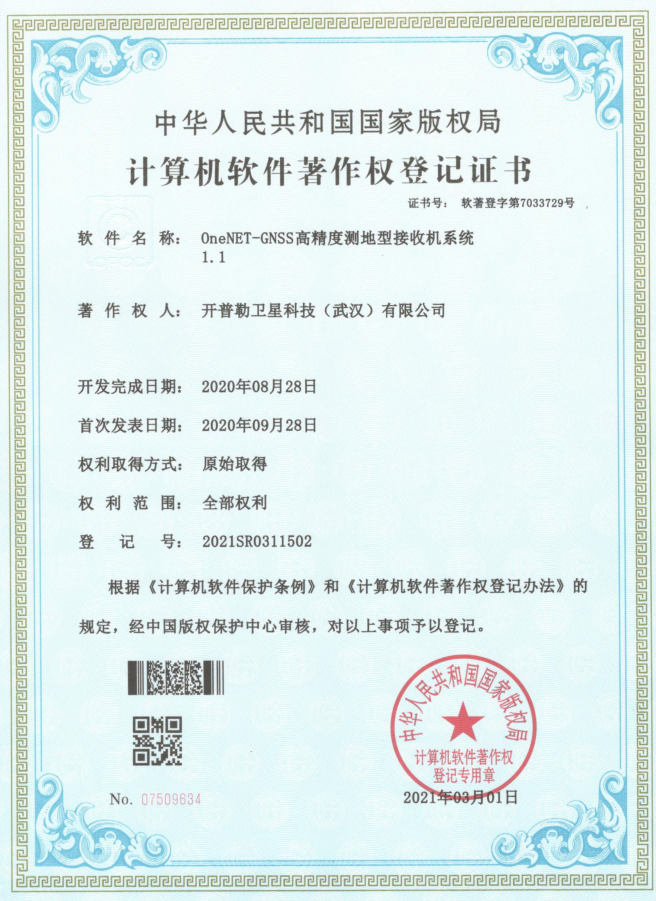 中华人民共和国国家版权局
计算机软件著作权登记证书
证书号： 软著登字第7033729号
软件名称： OneNET-GNSS高精度测地型接收机系统
1.1
著作权人： 开普勒卫星科技（武汉）有限公司
开发完成日期： 2020年08月28日
首次发表日期： 2020年09月28日
权利取得方式： 原始取得
权利范围： 全部权利
登记号： 2021SR0311502
根据《计算机软件保护条例》和《计算机软件著作权登记办法》的
规定，经中国版权保护中心审核，对以上事项予以登记。
中华人民共和国国家版权局
计算机软件著作权
登记专用章
No. 07509634
2021年03月01日